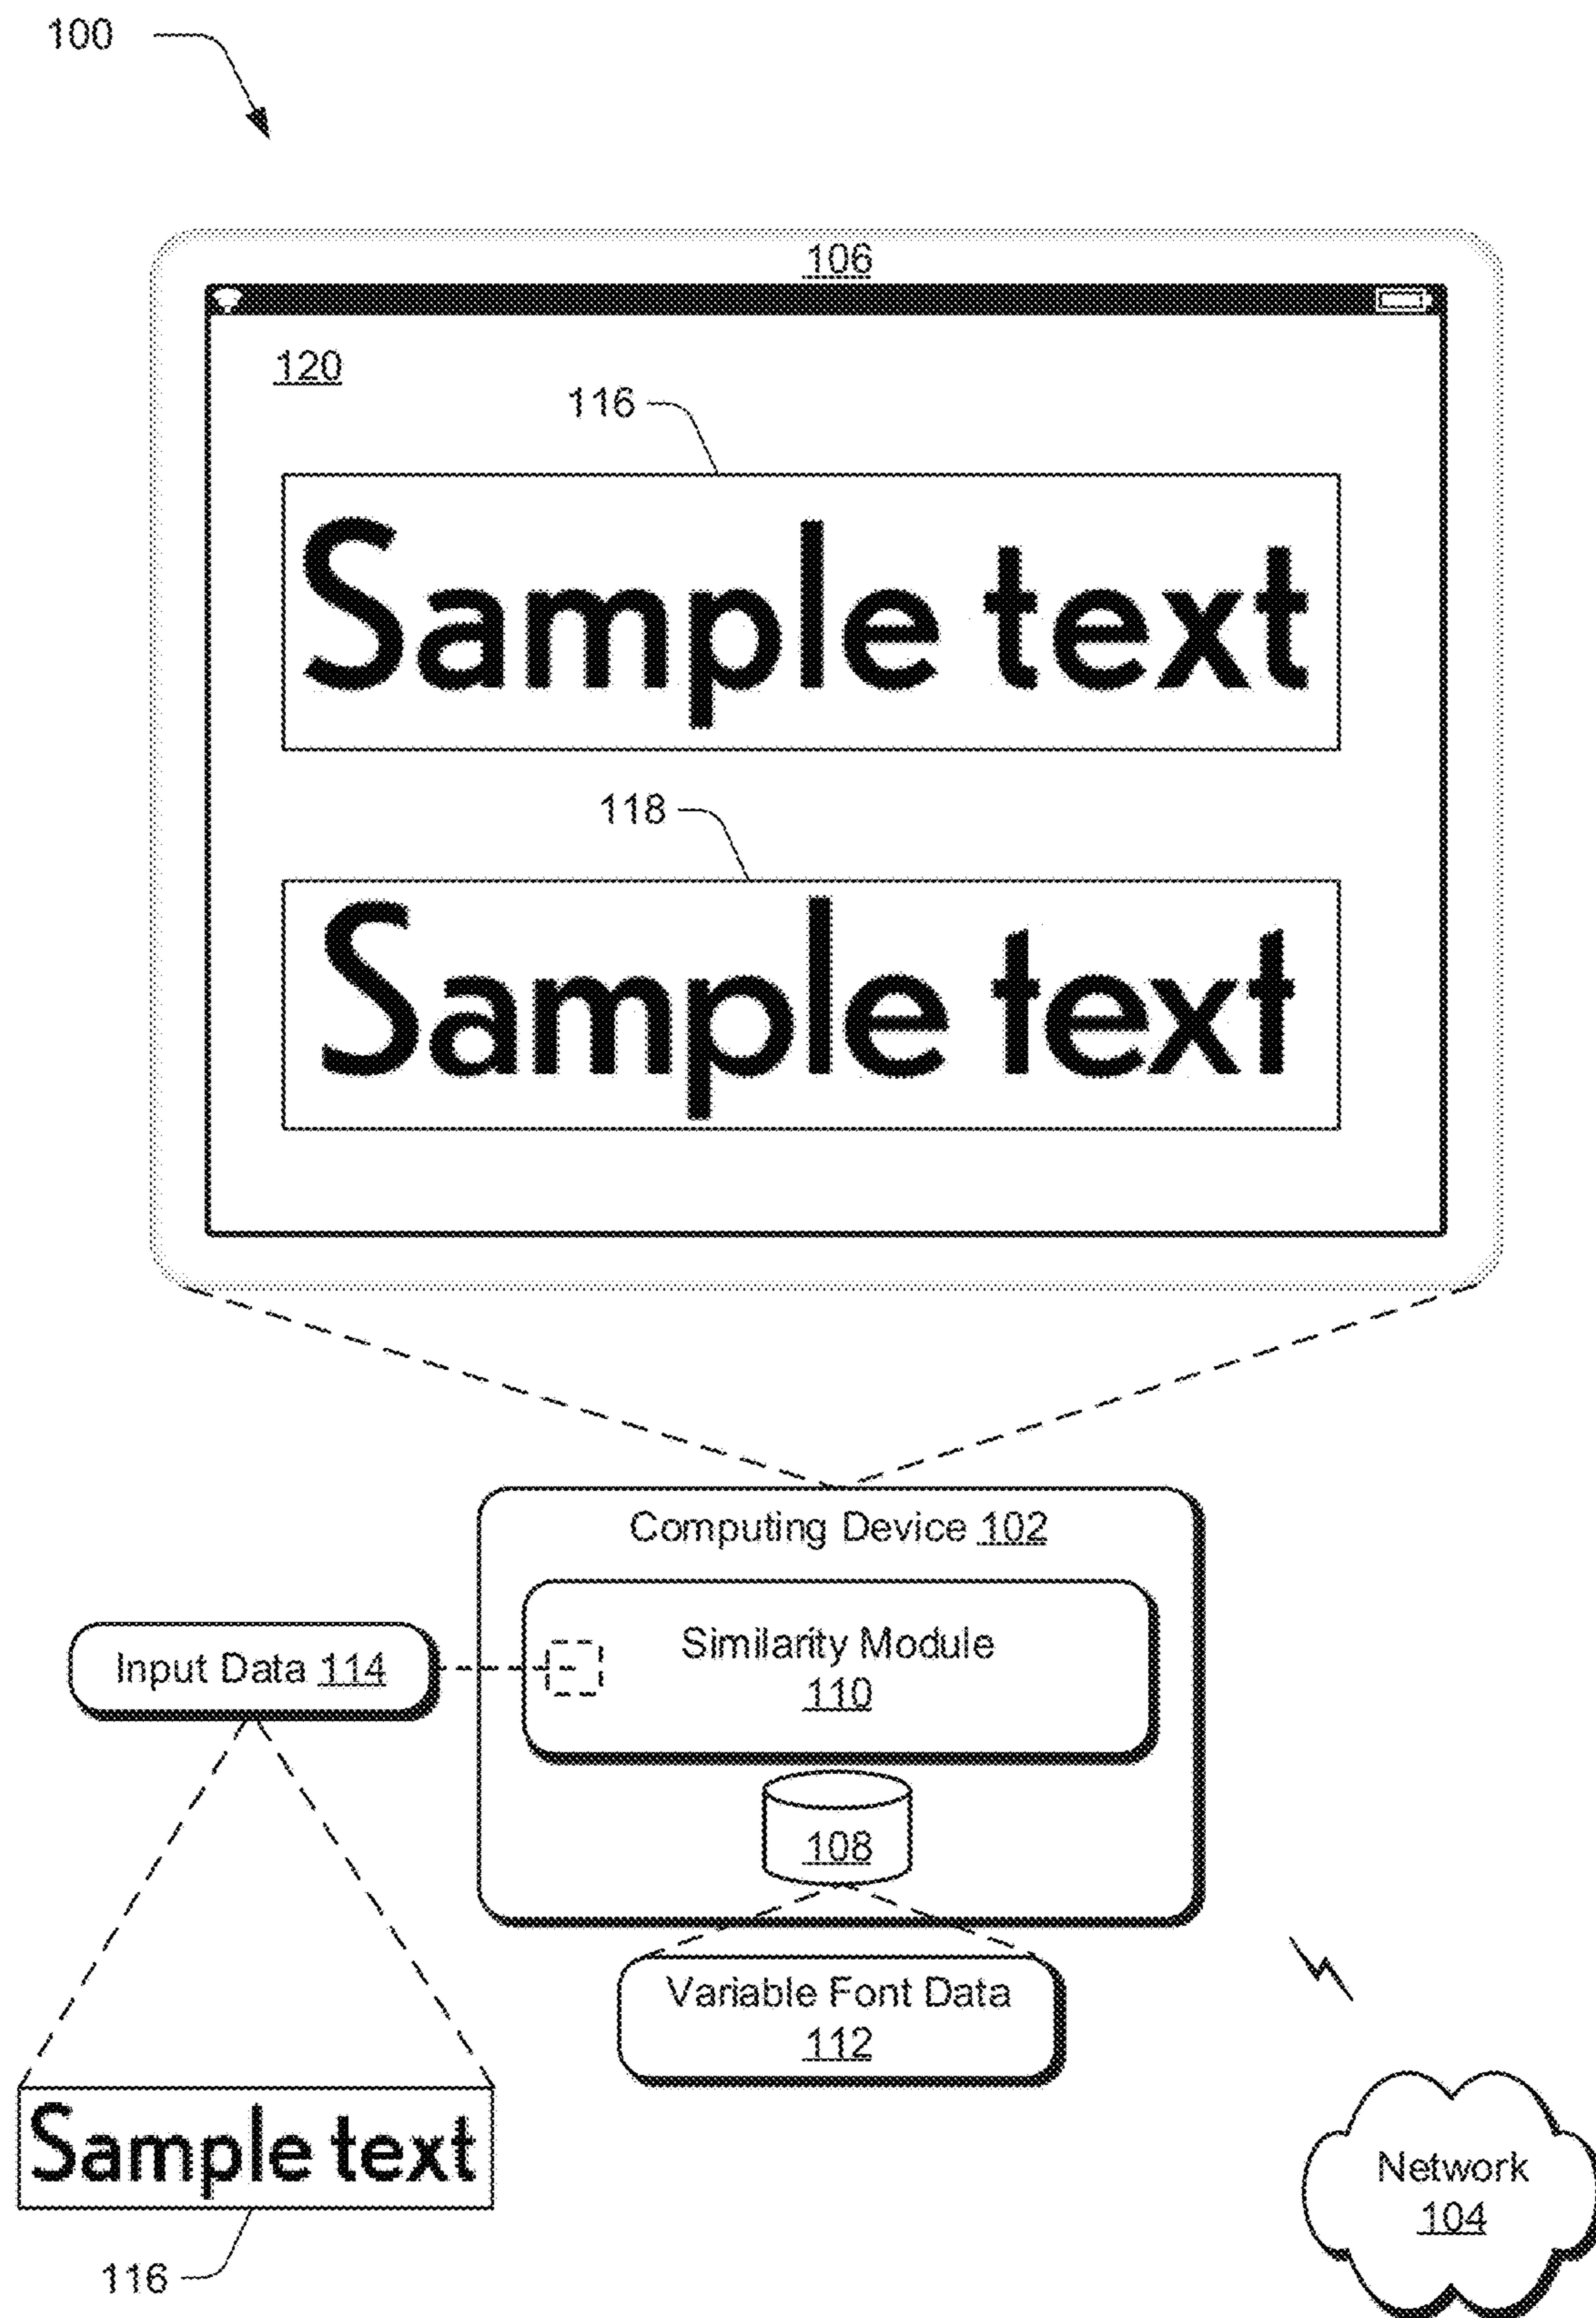 100
106
120
116
Sample text
118
Sample text
Computing Device 102
Similarity Module
110
Input Data 114
108
Variable Font Data
112
Sample text
116
Network
104